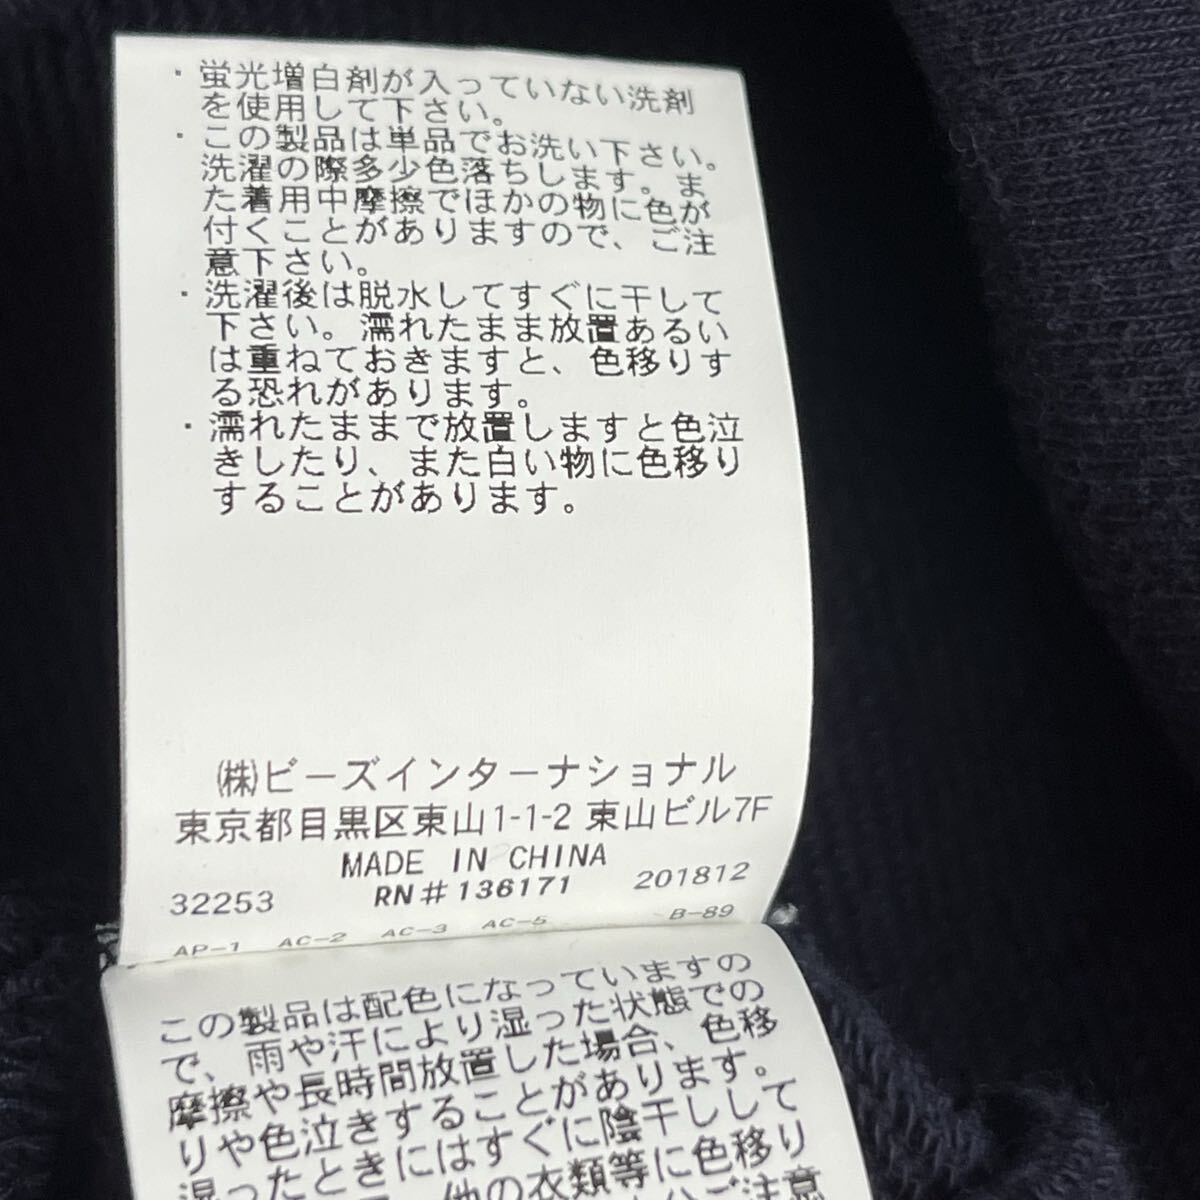 ・蛍光増白剤が入っていない洗剤
を使用して下さい。
・この製品は単品でお洗い下さい。
洗濯の際多少色落ちします。ま
た着用中摩擦でほかの物に色が
付くことがありますので、ご注
意下さい。
・洗濯後は脱水してすぐに干して
下さい。濡れたまま放置あるい
は重ねておきますと、色移りす
る恐れがあります。
・濡れたままで放置しますと色泣
きしたり、また白い物に色移り
することがあります。
(株)ビーズインターナショナル
東京都目黒区東山1-1-2 東山ビル7F
MADE IN CHINA
32253 RN#136171 201812
AP-1 AC-2 AC-3 AC-5 B-89
この製品は配色になっていますの
で、雨や汗により湿った状態での
摩擦や長時間放置した場合、色移
りや色泣きすることがあります。
湿ったときにはすぐに陰干しして
他の衣類等に色移り
ご注意